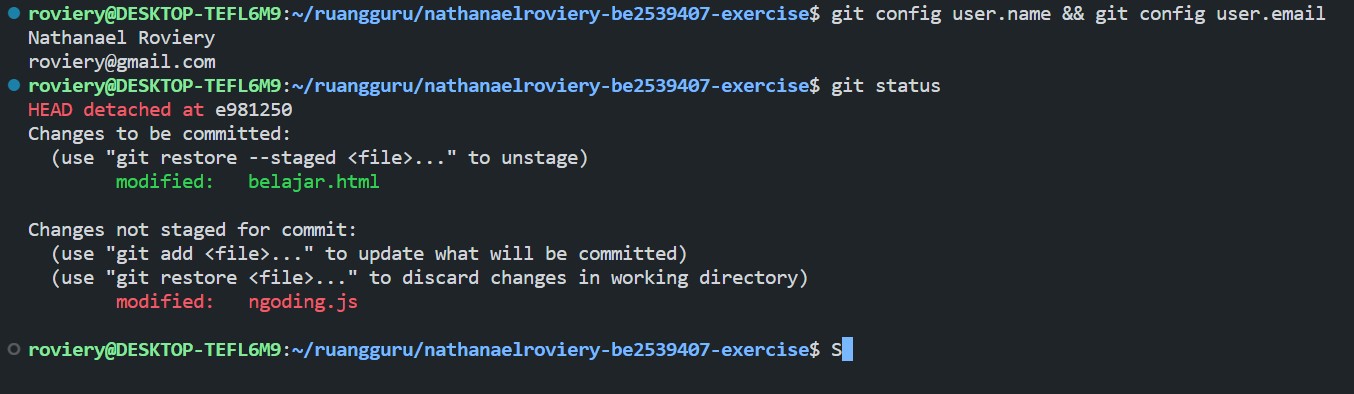 roviery@DESKTOP-TEFL6M9:~/ruangguru/nathanaelroviery-be2539407-exercise$ git config user.name && git config user.email
Nathanael Roviery
roviery@gmail.com
roviery@DESKTOP-TEFL6M9:~/ruangguru/nathanaelroviery-be2539407-exercise$ git status
HEAD detached at e981250
Changes to be committed:
  (use "git restore --staged <file>..." to unstage)
        modified:   belajar.html

Changes not staged for commit:
  (use "git add <file>..." to update what will be committed)
  (use "git restore <file>..." to discard changes in working directory)
        modified:   ngoding.js

roviery@DESKTOP-TEFL6M9:~/ruangguru/nathanaelroviery-be2539407-exercise$ S